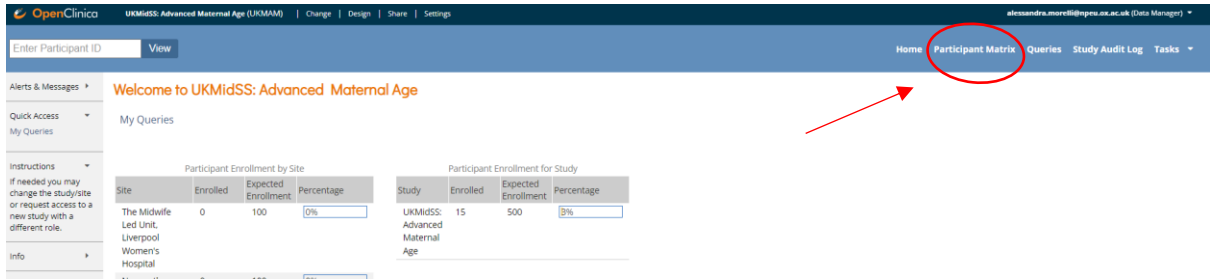 OpenClinica UKMidSS: Advanced Maternal Age (UKMAM) | Change | Design | Share | Settings alessandra.morelli@npeu.ox.ac.uk (Data Manager)
Enter Participant ID View Home Participant Matrix Queries Study Audit Log Tasks
Alerts & Messages
Welcome to UKMidSS: Advanced Maternal Age
Quick Access
My Queries
My Queries
Instructions
If needed you may
change the study/site
or request access to a
new study with a
different role.
Info
Participant Enrollment by Site
Site Enrolled Expected Enrollment Percentage
The Midwife 0 100 0%
Led Unit,
Liverpool
Women's
Hospital
Participant Enrollment for Study
Study Enrolled Expected Enrollment Percentage
UKMidSS: 15 500 3%
Advanced
Maternal
Age